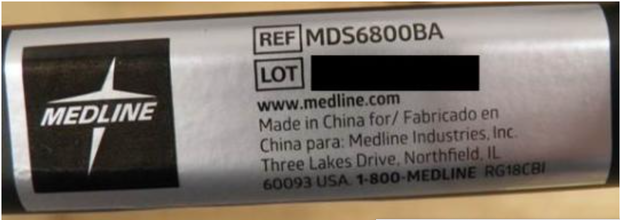 MEDLINE
REF MDS6800BA
LOT
www.medline.com
Made in China for/ Fabricado en
China para: Medline Industries, Inc.
Three Lakes Drive, Northfield, IL
60093 USA. 1-800-MEDLINE RG18CBI